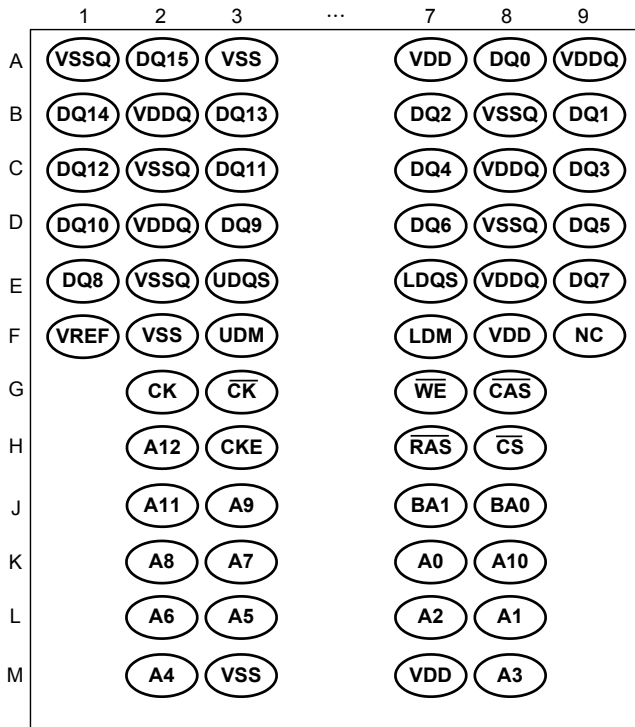 1 2 3 ... 7 8 9
A VSSQ DQ15 VSS VDD DQ0 VDDQ
B DQ14 VDDQ DQ13 DQ2 VSSQ DQ1
C DQ12 VSSQ DQ11 DQ4 VDDQ DQ3
D DQ10 VDDQ DQ9 DQ6 VSSQ DQ5
E DQ8 VSSQ UDQS LDQS VDDQ DQ7
F VREF VSS UDM LDM VDD NC
G CK C̅K̅ W̅E̅ C̅A̅S̅
H A12 CKE R̅A̅S̅ C̅S̅
J A11 A9 BA1 BA0
K A8 A7 A0 A10
L A6 A5 A2 A1
M A4 VSS VDD A3